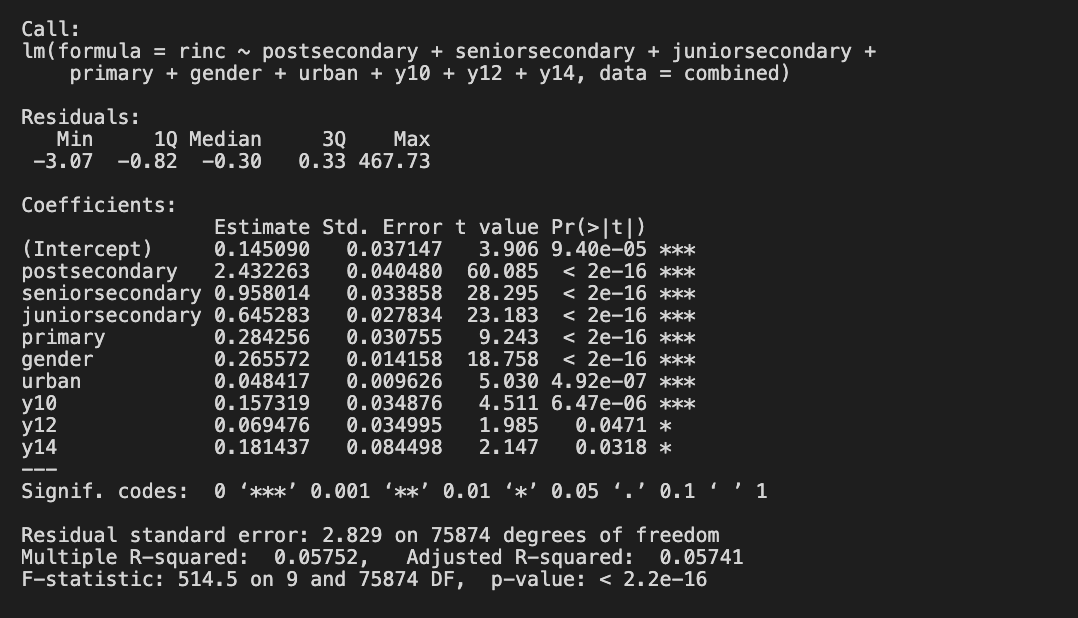 Call:
lm(formula = rinc ~ postsecondary + seniorsecondary + juniorsecondary +
    primary + gender + urban + y10 + y12 + y14, data = combined)

Residuals:
   Min     1Q Median     3Q    Max
 −3.07  −0.82  −0.30   0.33 467.73

Coefficients:
                Estimate Std. Error t value Pr(>|t|)
(Intercept)     0.145090   0.037147   3.906 9.40e−05 ***
postsecondary   2.432263   0.040480  60.085  < 2e−16 ***
seniorsecondary 0.958014   0.033858  28.295  < 2e−16 ***
juniorsecondary 0.645283   0.027834  23.183  < 2e−16 ***
primary         0.284256   0.030755   9.243  < 2e−16 ***
gender          0.265572   0.014158  18.758  < 2e−16 ***
urban           0.048417   0.009626   5.030 4.92e−07 ***
y10             0.157319   0.034876   4.511 6.47e−06 ***
y12             0.069476   0.034995   1.985   0.0471 *
y14             0.181437   0.084498   2.147   0.0318 *
−−−
Signif. codes:  0 ‘***’ 0.001 ‘**’ 0.01 ‘*’ 0.05 ‘.’ 0.1 ‘ ’ 1

Residual standard error: 2.829 on 75874 degrees of freedom
Multiple R−squared:  0.05752,	Adjusted R−squared:  0.05741
F−statistic: 514.5 on 9 and 75874 DF,  p−value: < 2.2e−16